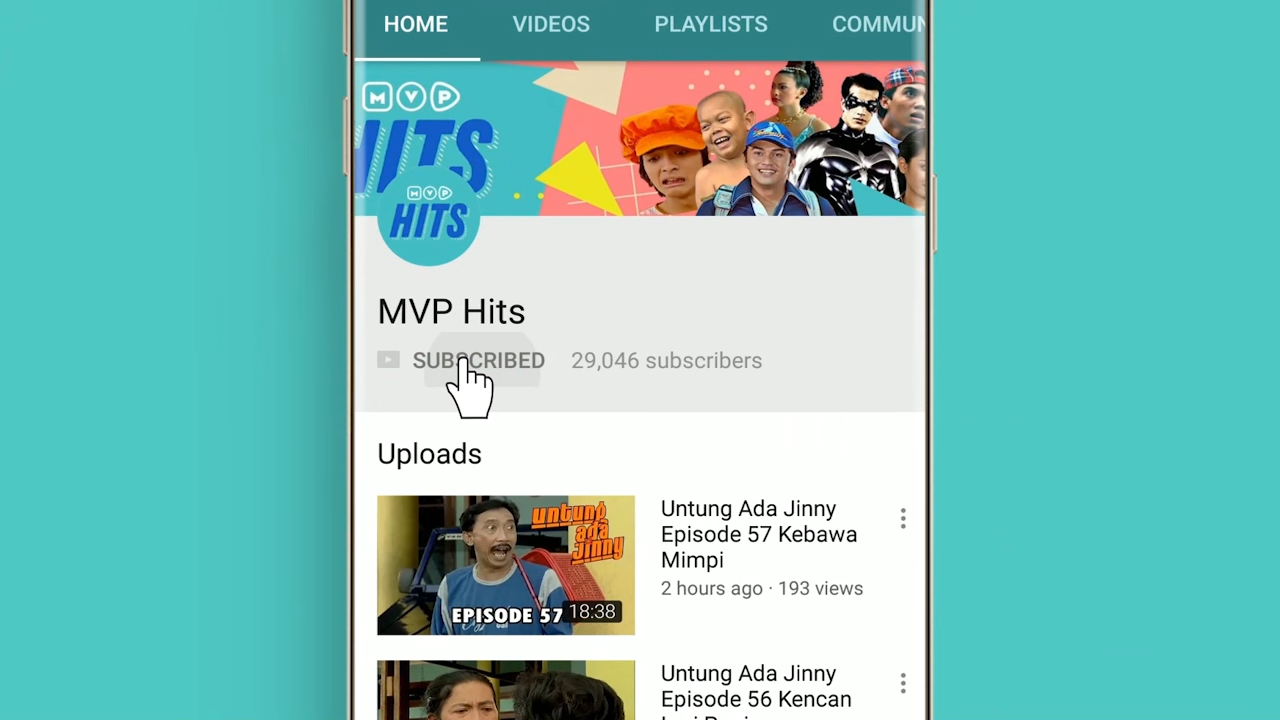 HOME VIDEOS PLAYLISTS COMMUN
MVP
HITS
MVP
HITS
MVP Hits
SUBSCRIBED 29,046 subscribers
Uploads
untung
ada
jinny
EPISODE 57
18:38
Untung Ada Jinny
Episode 57 Kebawa
Mimpi
2 hours ago · 193 views
Untung Ada Jinny
Episode 56 Kencan